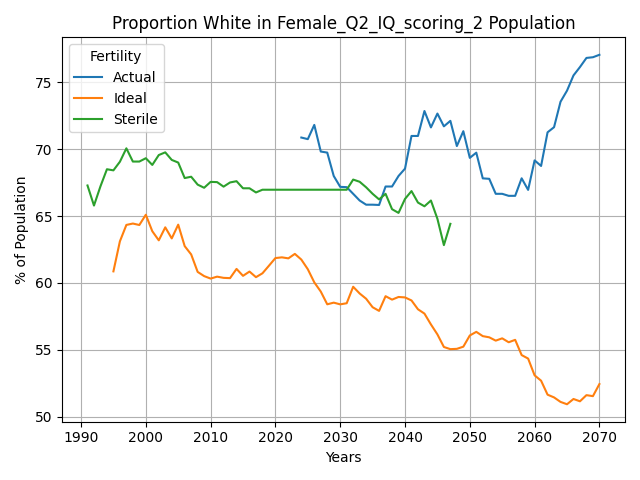 Proportion White in Female_Q2_IQ_scoring_2 Population
Fertility
Actual
Ideal
Sterile
% of Population
75
70
65
60
55
50
1990 2000 2010 2020 2030 2040 2050 2060 2070
Years